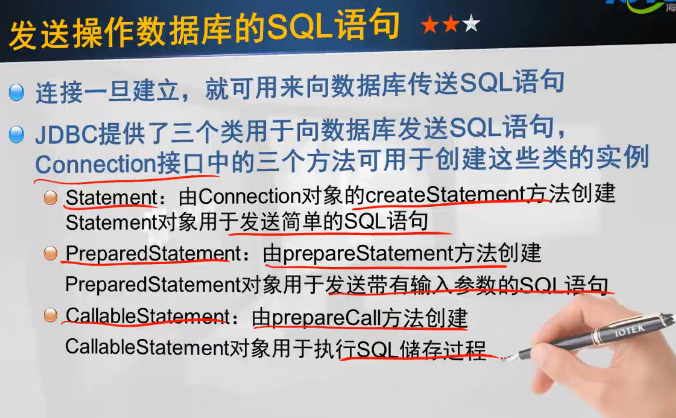 发送操作数据库的SQL语句
连接一旦建立，就可用来向数据库传送SQL语句
JDBC提供了三个类用于向数据库发送SQL语句，
Connection接口中的三个方法可用于创建这些类的实例
Statement：由Connection对象的createStatement方法创建
Statement对象用于发送简单的SQL语句
PreparedStatement：由prepareStatement方法创建
PreparedStatement对象用于发送带有输入参数的SQL语句
CallableStatement：由prepareCall方法创建
CallableStatement对象用于执行SQL储存过程
IOTEK